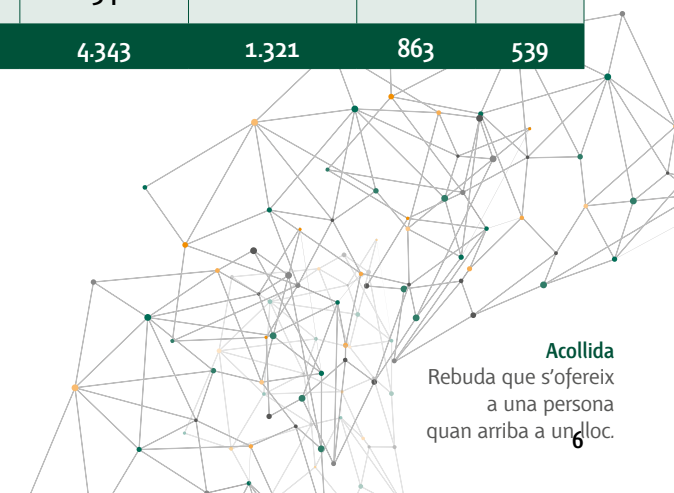 4.343 1.321 863 539
Acollida
Rebuda que s’ofereix
a una persona
quan arriba a un lloc.
6